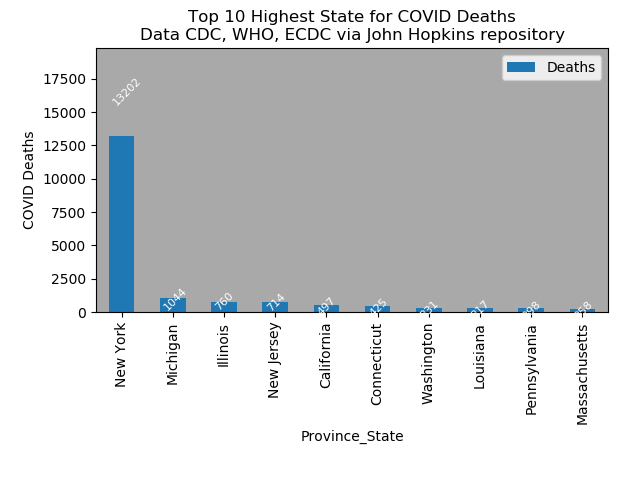 Top 10 Highest State for COVID Deaths
Data CDC, WHO, ECDC via John Hopkins repository
Deaths
COVID Deaths
17500
15000
12500
10000
7500
5000
2500
0
13202
1044
760
714
497
New York
Michigan
Illinois
New Jersey
California
Connecticut
Washington
Louisiana
Pennsylvania
Massachusetts
Province_State